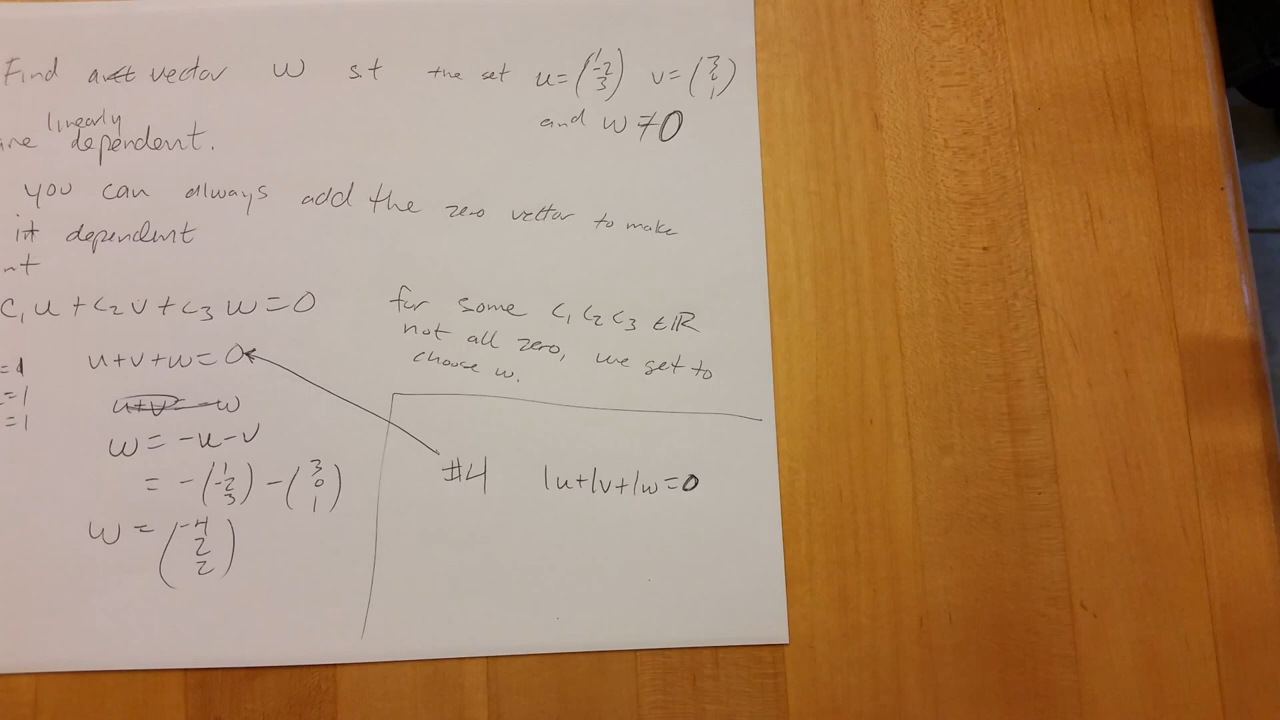 Find a vector w st the set u=(1 -2 3) v=(3 0 1)
linearly and w≠0
are dependent.
you can always add the zero vector to make
it dependent
nt
c₁u+c₂v+c₃w=0 for some c₁ c₂ c₃ ∈ℝ
not all zero, we get to
choose w.
=1 u+v+w=0
=1 u+v=-w
=1 w=-u-v
= -(1 -2 3) -(3 0 1)
#4 1u+1v+1w=0
w=(-4 2 2)